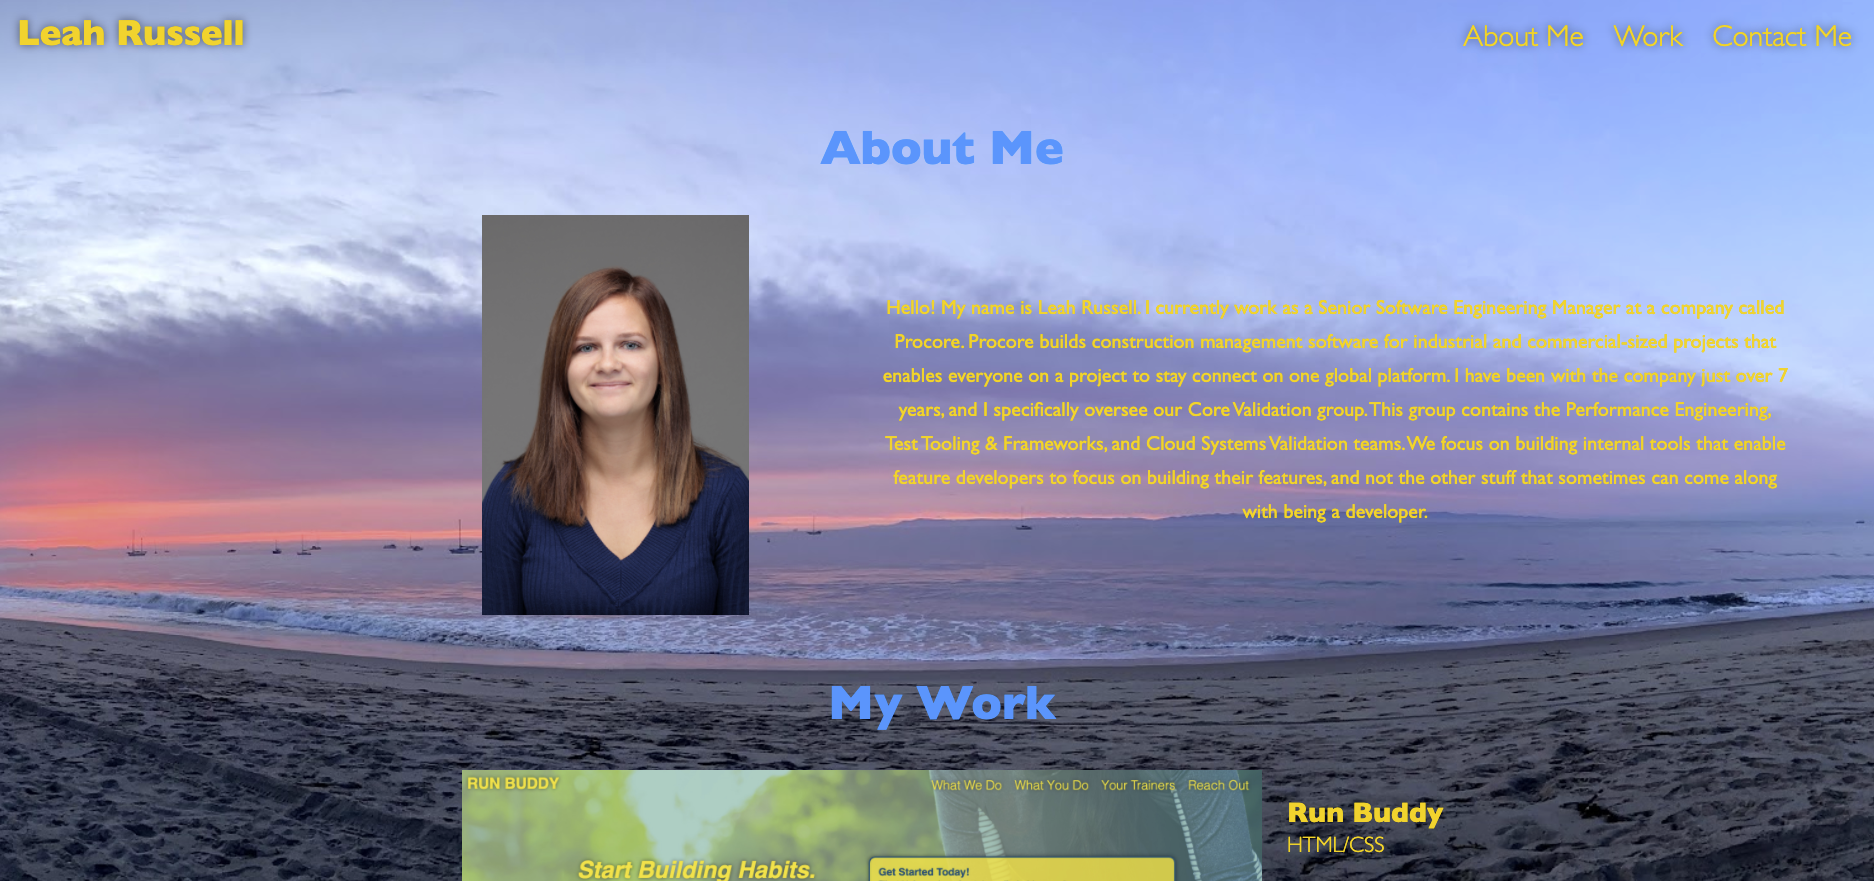 Leah Russell
About Me Work Contact Me
About Me
Hello! My name is Leah Russell. I currently work as a Senior Software Engineering Manager at a company called
Procore. Procore builds construction management software for industrial and commercial-sized projects that
enables everyone on a project to stay connect on one global platform. I have been with the company just over 7
years, and I specifically oversee our Core Validation group. This group contains the Performance Engineering,
Test Tooling & Frameworks, and Cloud Systems Validation teams. We focus on building internal tools that enable
feature developers to focus on building their features, and not the other stuff that sometimes can come along
with being a developer.
My Work
RUN BUDDY
What We Do What You Do Your Trainers Reach Out
Start Building Habits.
Get Started Today!
Run Buddy
HTML/CSS